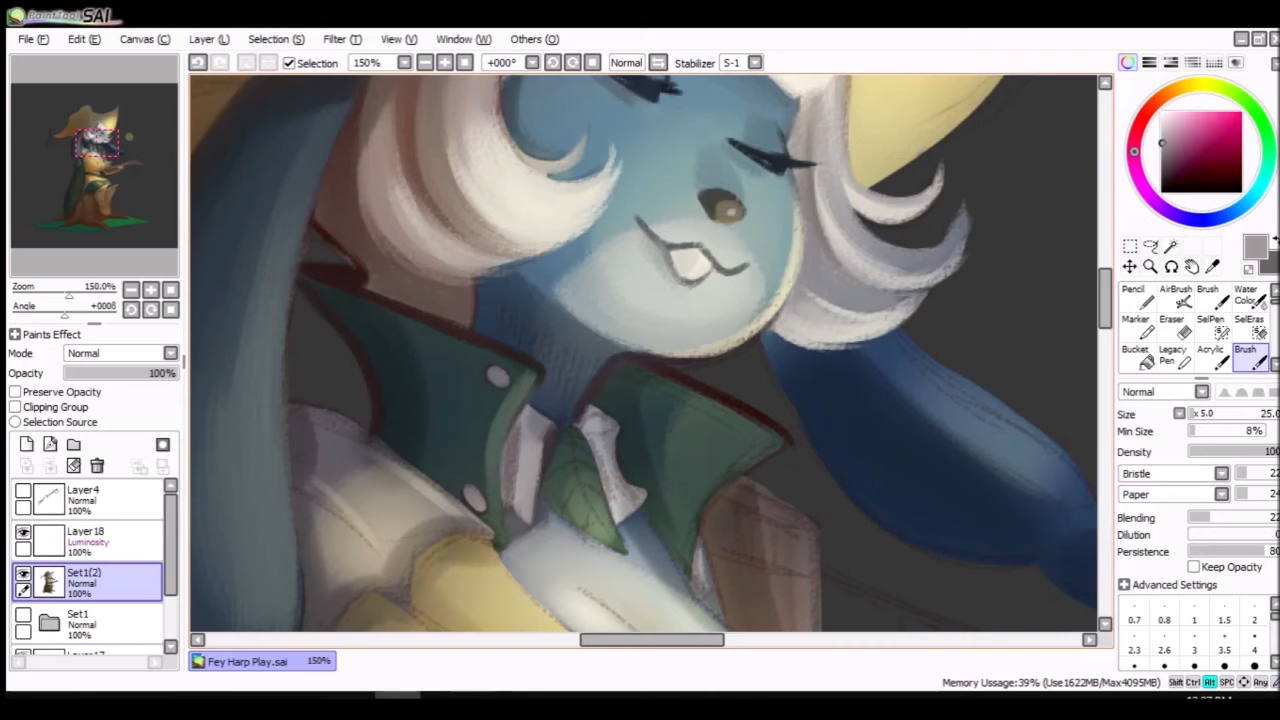 PaintTool SAI
File (F) Edit (E) Canvas (C) Layer (L) Selection (S) Filter (T) View (V) Window (W) Others (O)
Selection 150% +000° Normal Stabilizer S-1
Zoom 150.0%
Angle +000ß
Paints Effect
Mode Normal
Opacity 100%
Preserve Opacity
Clipping Group
Selection Source
Layer4
Normal
100%
Layer18
Luminosity
100%
Set1(2)
Normal
100%
Set1
Normal
100%
Fey Harp Play.sai 150%
Pencil AirBrush Brush Water Color
Marker Eraser SelPen SelEras
Bucket Legacy Pen Acrylic Brush
Normal
Size x 5.0 25.0
Min Size 8%
Density 100
Bristle
Paper
Blending
Dilution
Persistence 80
Keep Opacity
Advanced Settings
0.7 0.8 1 1.5 2
2.3 2.6 3 3.5 4
Memory Ussage:39% (Use1622MB/Max4095MB) Shift Ctrl Alt SPC Any